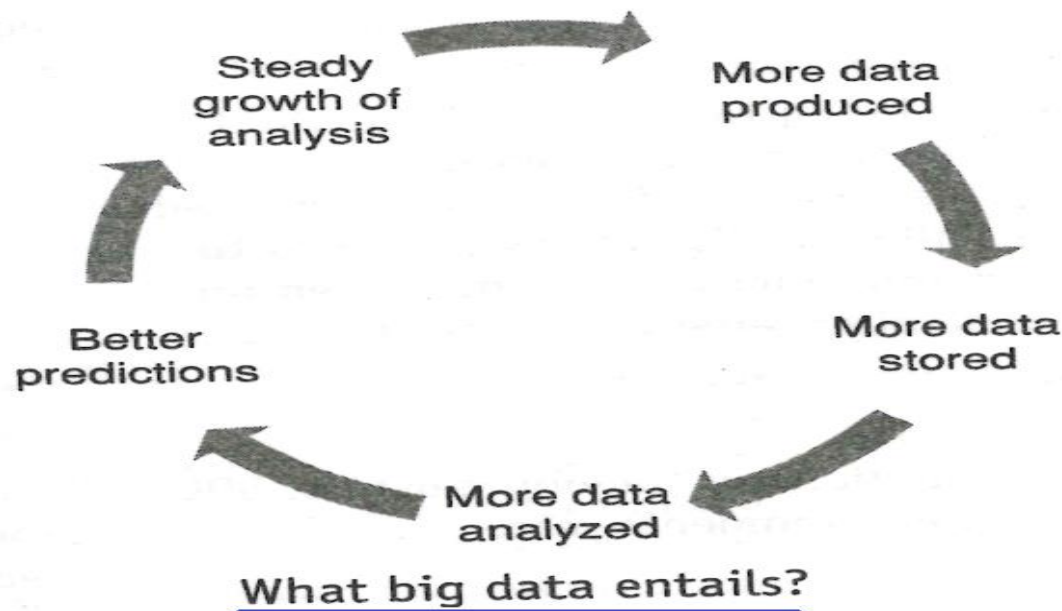 Steady
growth of
analysis
More data
produced
More data
stored
More data
analyzed
Better
predictions
What big data entails?